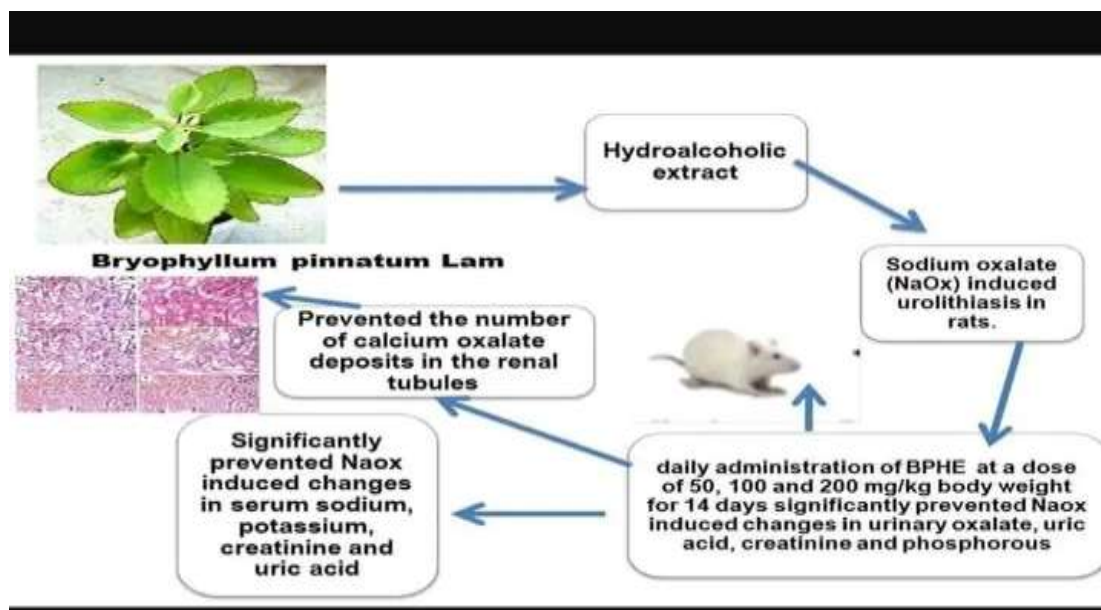 Bryophyllum pinnatum Lam
Hydroalcoholic
extract
Sodium oxalate
(NaOx) induced
urolithiasis in
rats.
daily administration of BPHE at a dose
of 50, 100 and 200 mg/kg body weight
for 14 days significantly prevented Naox
induced changes in urinary oxalate, uric
acid, creatinine and phosphorous
Prevented the number
of calcium oxalate
deposits in the renal
tubules
Significantly
prevented Naox
induced changes
in serum sodium,
potassium,
creatinine and
uric acid